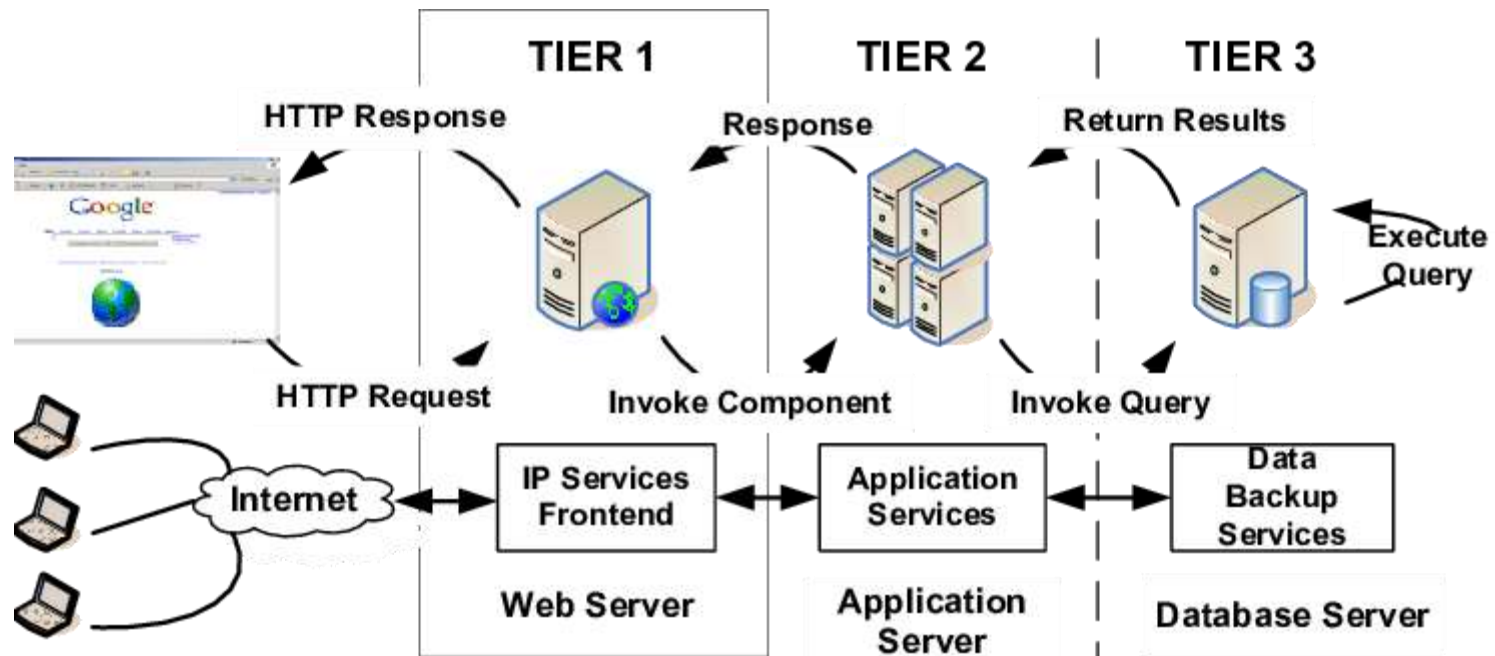 TIER 1
TIER 2
TIER 3
HTTP Response
Response
Return Results
Google
Execute
Query
HTTP Request
Invoke Component
Invoke Query
Internet
IP Services
Frontend
Application
Services
Data
Backup
Services
Web Server
Application
Server
Database Server